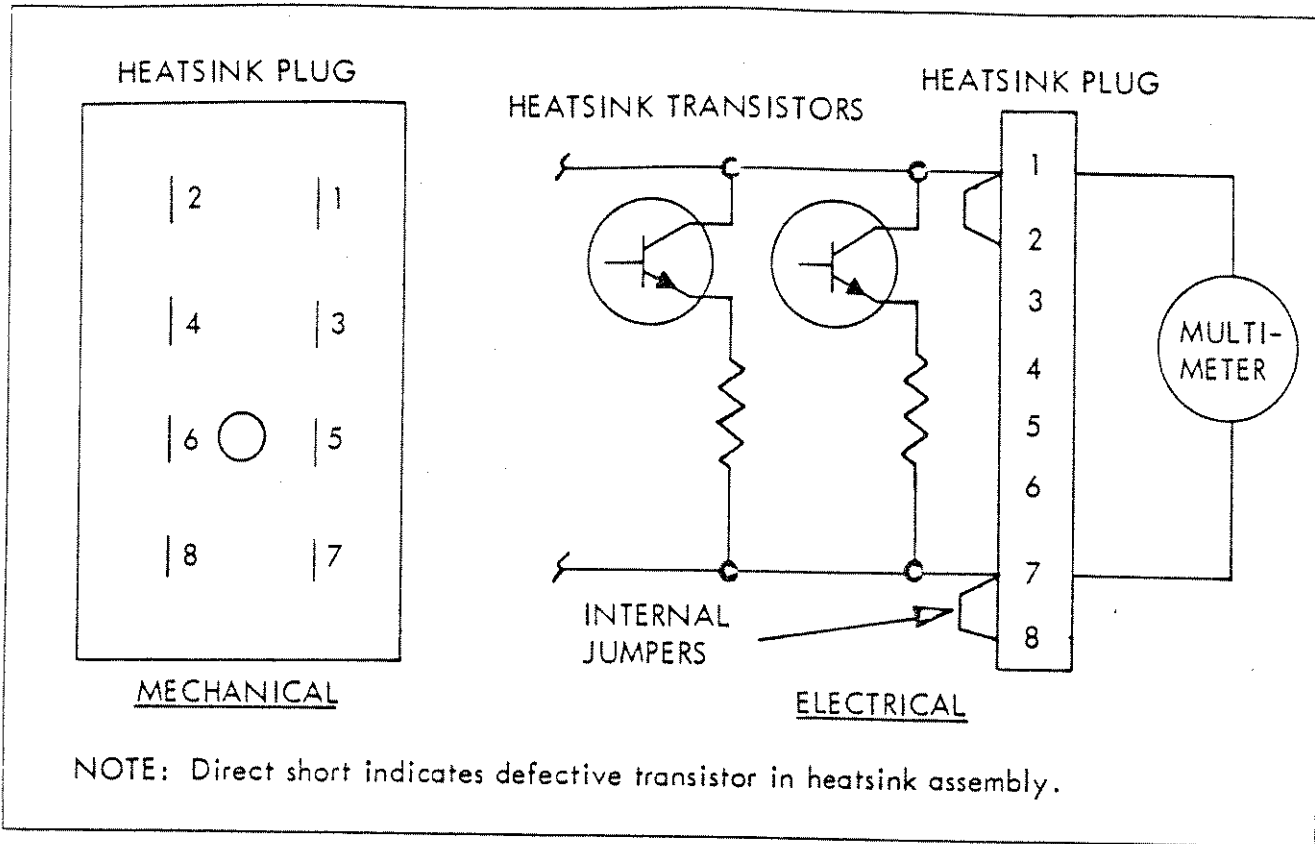 HEATSINK PLUG
2 1
4 3
6 5
8 7
MECHANICAL
HEATSINK TRANSISTORS
HEATSINK PLUG
1
2
3
4
5
6
7
8
MULTI-
METER
INTERNAL
JUMPERS
ELECTRICAL
NOTE: Direct short indicates defective transistor in heatsink assembly.